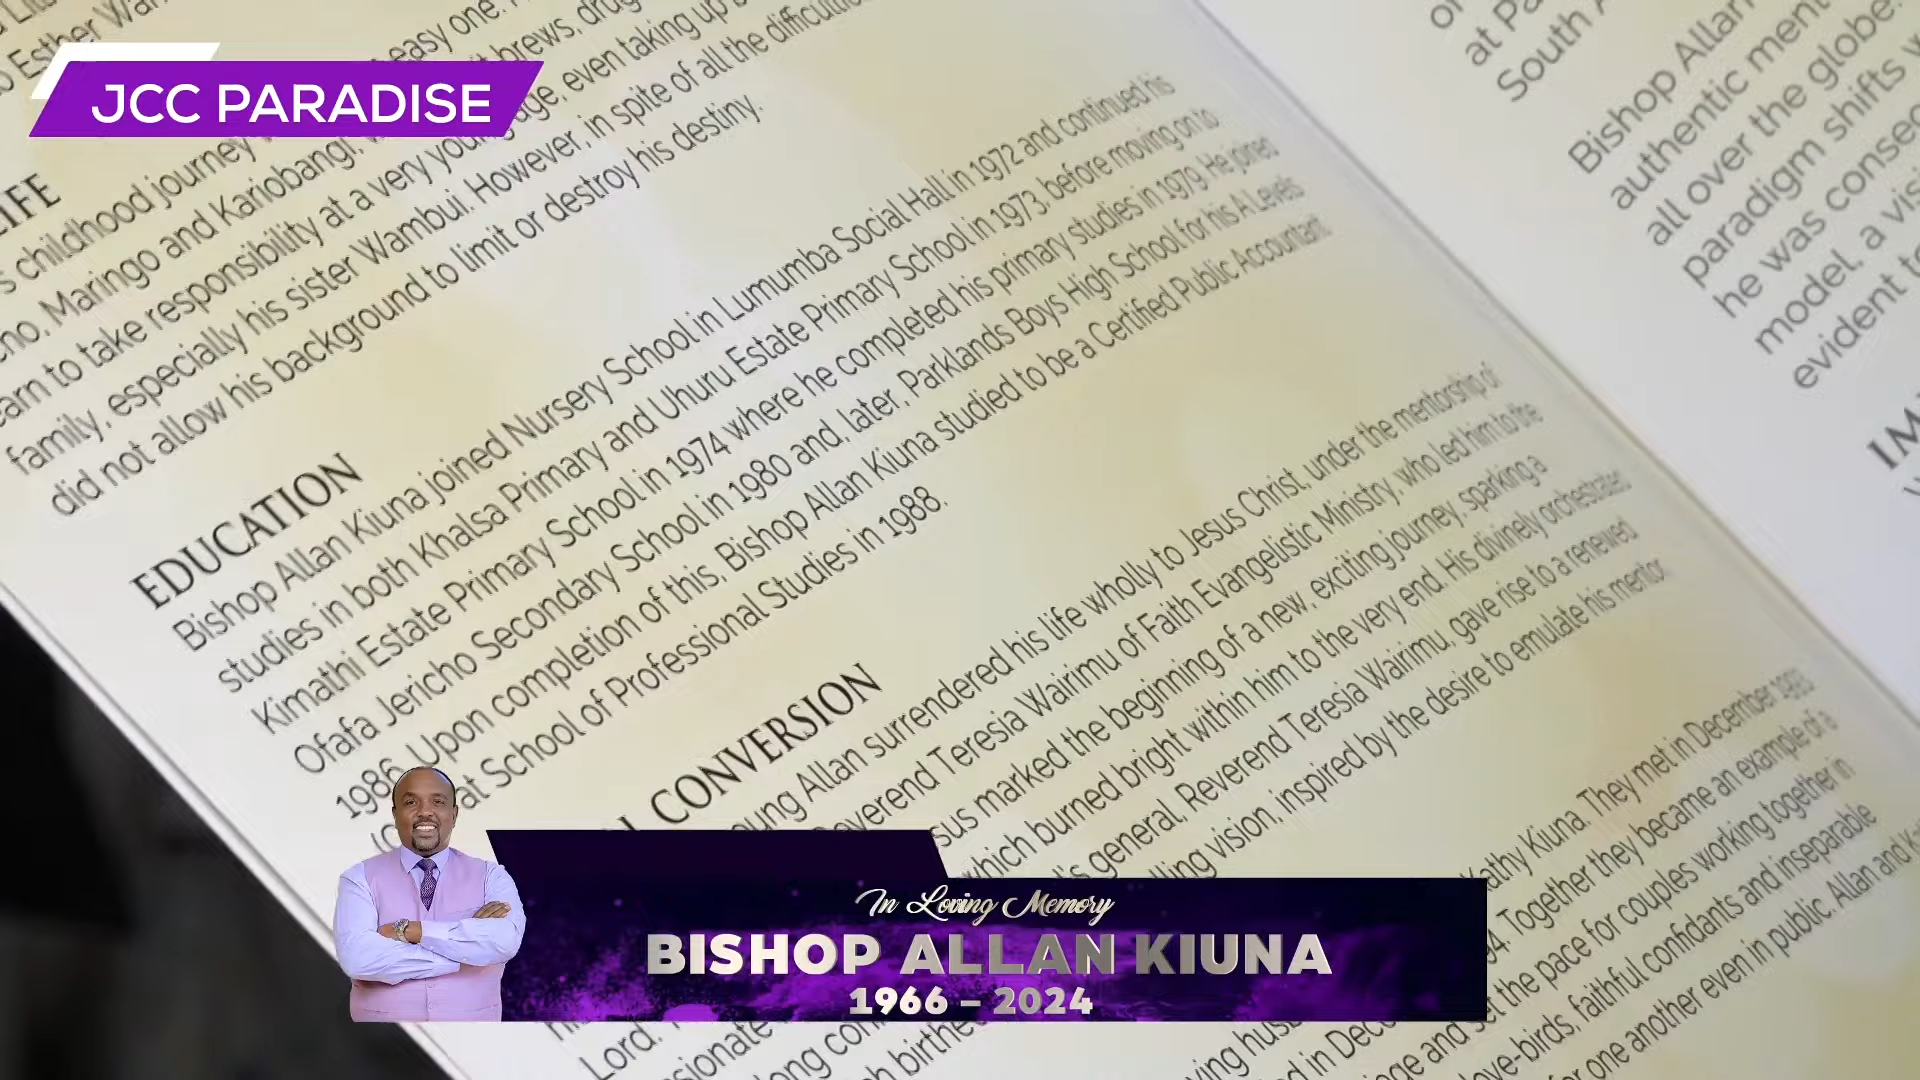 JCC PARADISE
Esther
easy one.
brews,
LIFE
childhood journey
age, even taking up
Maringo and Kariobangi,
to take responsibility at a very young
in spite of all the
family, especially his sister Wambui. However,
did not allow his background to limit or destroy his destiny.
EDUCATION
Bishop Allan Kiuna joined Nursery School in Lumumba Social Hall in 1972 and continued his
studies in both Khalsa Primary and Uhuru Estate Primary School in 1973, before moving on to
Kimathi Estate Primary School in 1974 where he completed his primary studies in 1979. He joined
Ofafa Jericho Secondary School in 1980 and, later, Parklands Boys High School for his A Levels
1986. Upon completion of this, Bishop Allan Kiuna studied to be a Certified Public Accountant
at School of Professional Studies in 1988.
CONVERSION
Allan surrendered his life wholly to Jesus Christ, under the mentorship of
Reverend Teresia Wairimu of Faith Evangelistic Ministry, who led him to the
marked the beginning of a new, exciting journey, sparking a
which burned bright within him to the very end. His divinely orchestrated
general, Reverend Teresia Wairimu, gave rise to a renewed
vision, inspired by the desire to emulate his mentor.
Kathy Kiuna. They met in December 1993
Together they became an example of a
the pace for couples working together in
love-birds, faithful confidants and inseparable
for one another even in public. Allan and
Lord.
at
South
Bishop Allan
authentic
all over the globe.
paradigm shifts
he was
model, a
evident
In Loving Memory
BISHOP ALLAN KIUNA
1966 – 2024